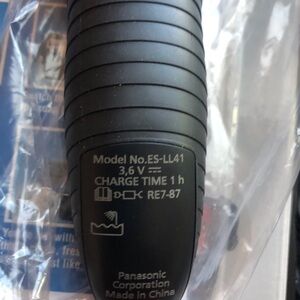 Model No.ES-LL41
3,6 V
CHARGE TIME 1 h
RE7-87
Panasonic
Corporation
Made in China